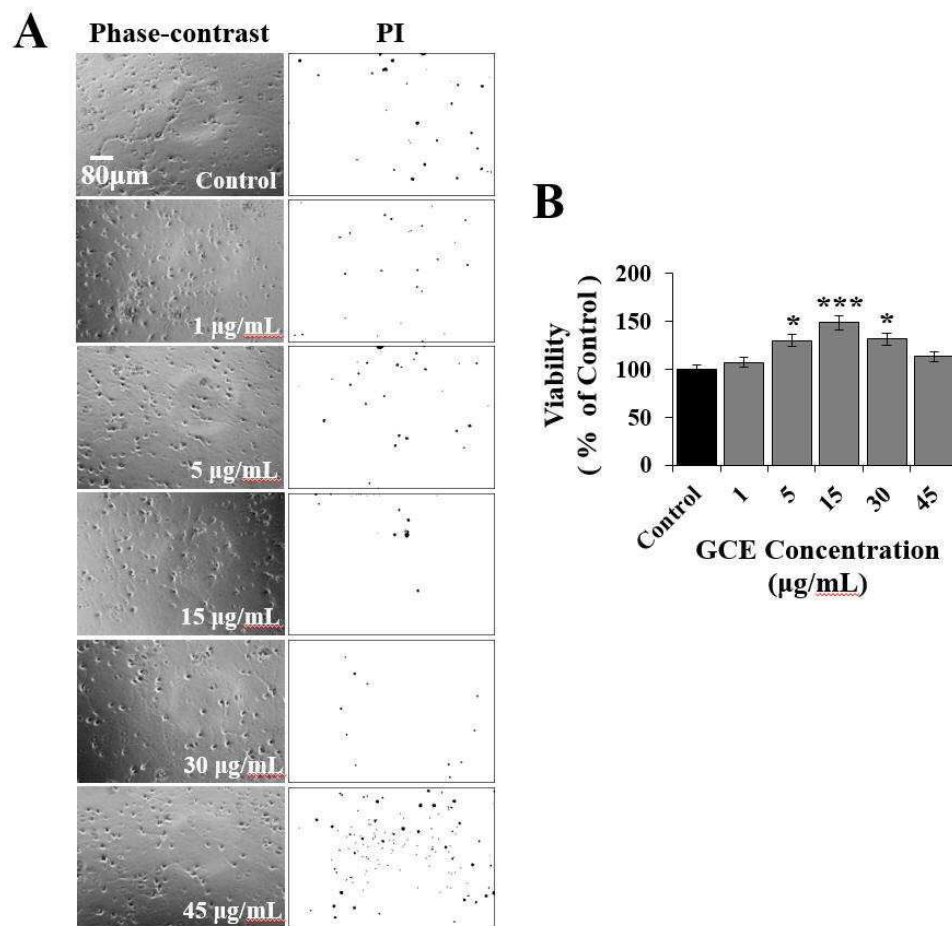 A
Phase-contrast
PI
80µm
Control
1 µg/mL
5 µg/mL
15 µg/mL
30 µg/mL
45 µg/mL
B
Viability
( % of Control )
200
150
100
50
0
*
***
*
Control
1
5
15
30
45
GCE Concentration
(µg/mL)